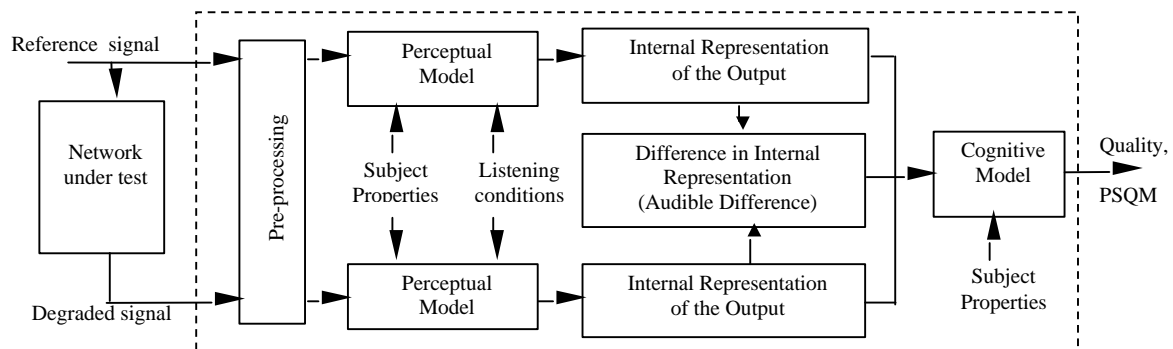 Reference signal
Network
under test
Degraded signal
Pre-processing
Perceptual
Model
Subject
Properties
Listening
conditions
Perceptual
Model
Internal Representation
of the Output
Difference in Internal
Representation
(Audible Difference)
Internal Representation
of the Output
Cognitive
Model
Subject
Properties
Quality,
PSQM